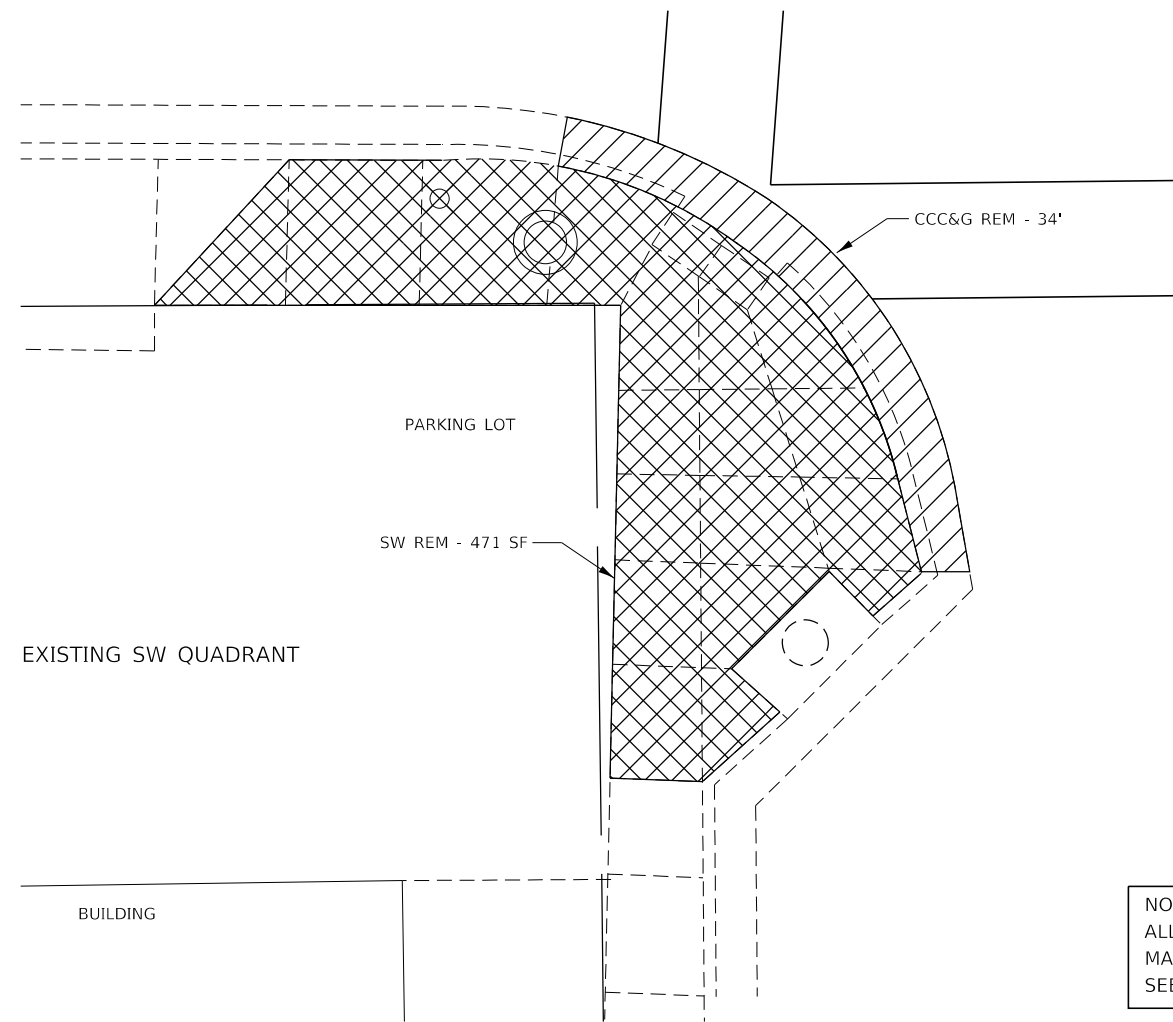 CCC&G REM - 34'
PARKING LOT
SW REM - 471 SF
EXISTING SW QUADRANT
BUILDING
NO
ALL
MA
SEE